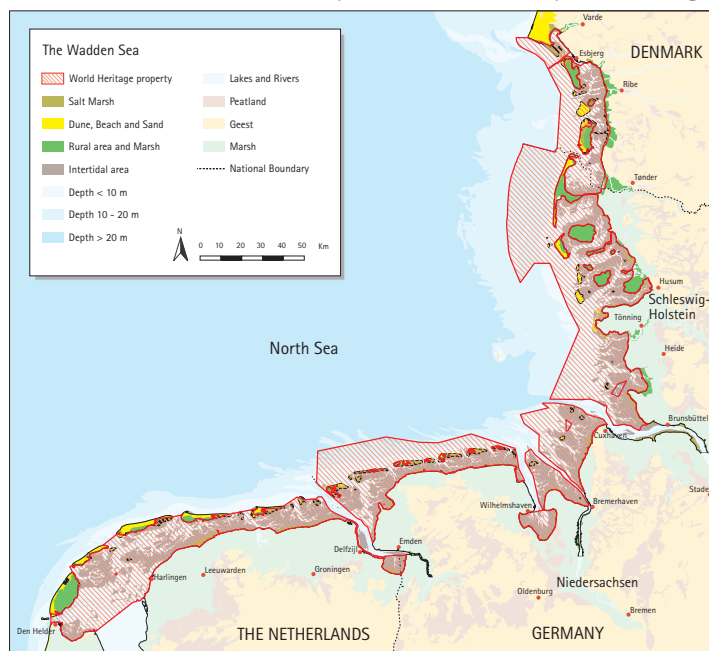 The Wadden Sea
World Heritage property
Salt Marsh
Dune, Beach and Sand
Rural area and Marsh
Intertidal area
Depth < 10 m
Depth 10 - 20 m
Depth > 20 m
Lakes and Rivers
Peatland
Geest
Marsh
National Boundary
N
0 10 20 30 40 50 Km
Varde
Esbjerg
DENMARK
Ribe
Tønder
Husum
Schleswig-
Holstein
Tönning
North Sea
Heide
Brunsbüttel
Cuxhaven
Stade
Wilhelmshaven
Bremerhaven
Emden
Delfzijl
Leeuwarden
Groningen
Harlingen
Niedersachsen
Oldenburg
Bremen
Den Helder
THE NETHERLANDS
GERMANY